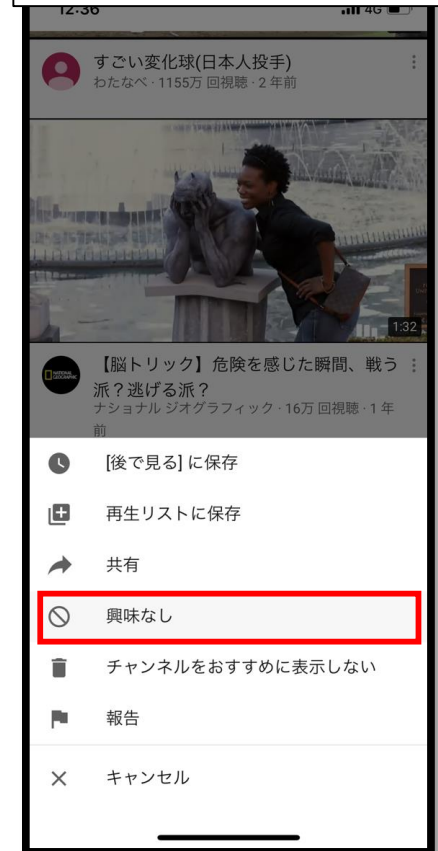 12:36
4G
すごい変化球(日本人投手)
わたなべ · 1155万 回視聴 · 2 年前
1:32
NATIONAL
GEOGRAPHIC
【脳トリック】危険を感じた瞬間、戦う
派？逃げる派？
ナショナル ジオグラフィック · 16万 回視聴 · 1 年
前
[後で見る] に保存
再生リストに保存
共有
興味なし
チャンネルをおすすめに表示しない
報告
キャンセル